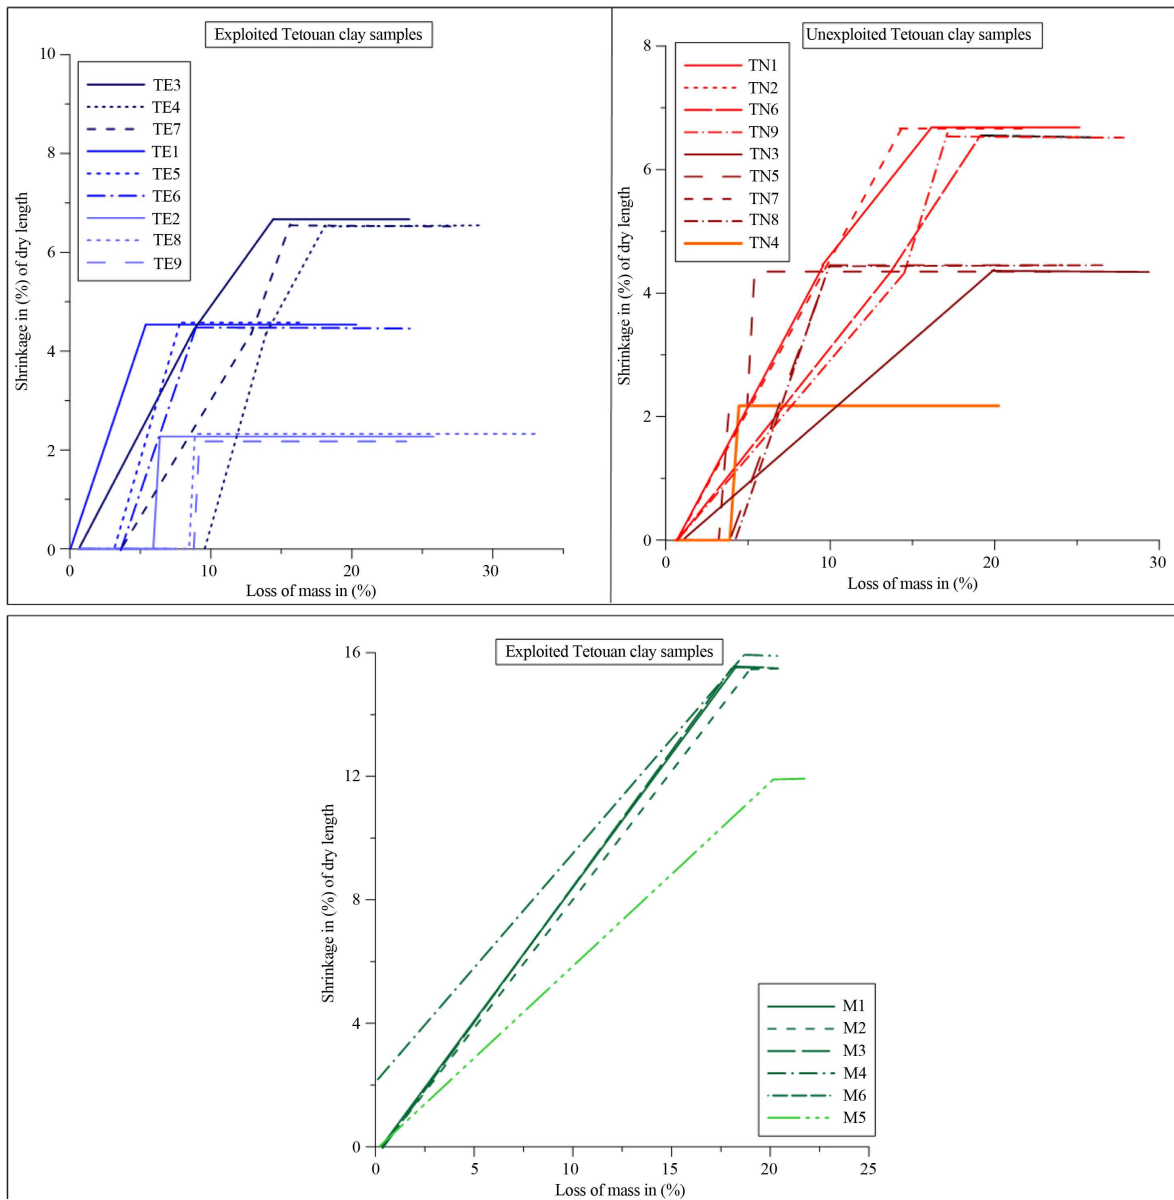 Exploited Tetouan clay samples
10
8
6
4
2
0
Shrinkage in (%) of dry length
TE3
TE4
TE7
TE1
TE5
TE6
TE2
TE8
TE9
0
10
20
30
Loss of mass in (%)
Unexploited Tetouan clay samples
8
6
4
2
0
Shrinkage in (%) of dry length
TN1
TN2
TN6
TN9
TN3
TN5
TN7
TN8
TN4
0
10
20
30
Loss of mass in (%)
Exploited Tetouan clay samples
16
12
8
4
0
Shrinkage in (%) of dry length
M1
M2
M3
M4
M6
M5
0
5
10
15
20
25
Loss of mass in (%)